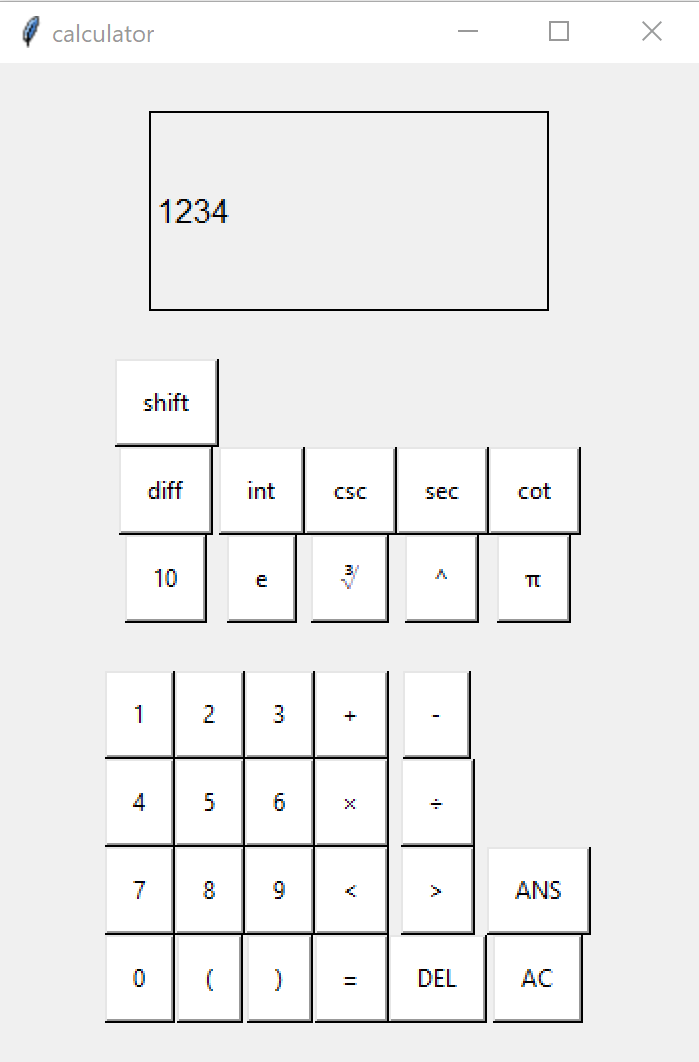 calculator
1234
shift
diff int csc sec cot
10 e ∛ ^ π
1 2 3 + -
4 5 6 × ÷
7 8 9 < > ANS
0 ( ) = DEL AC